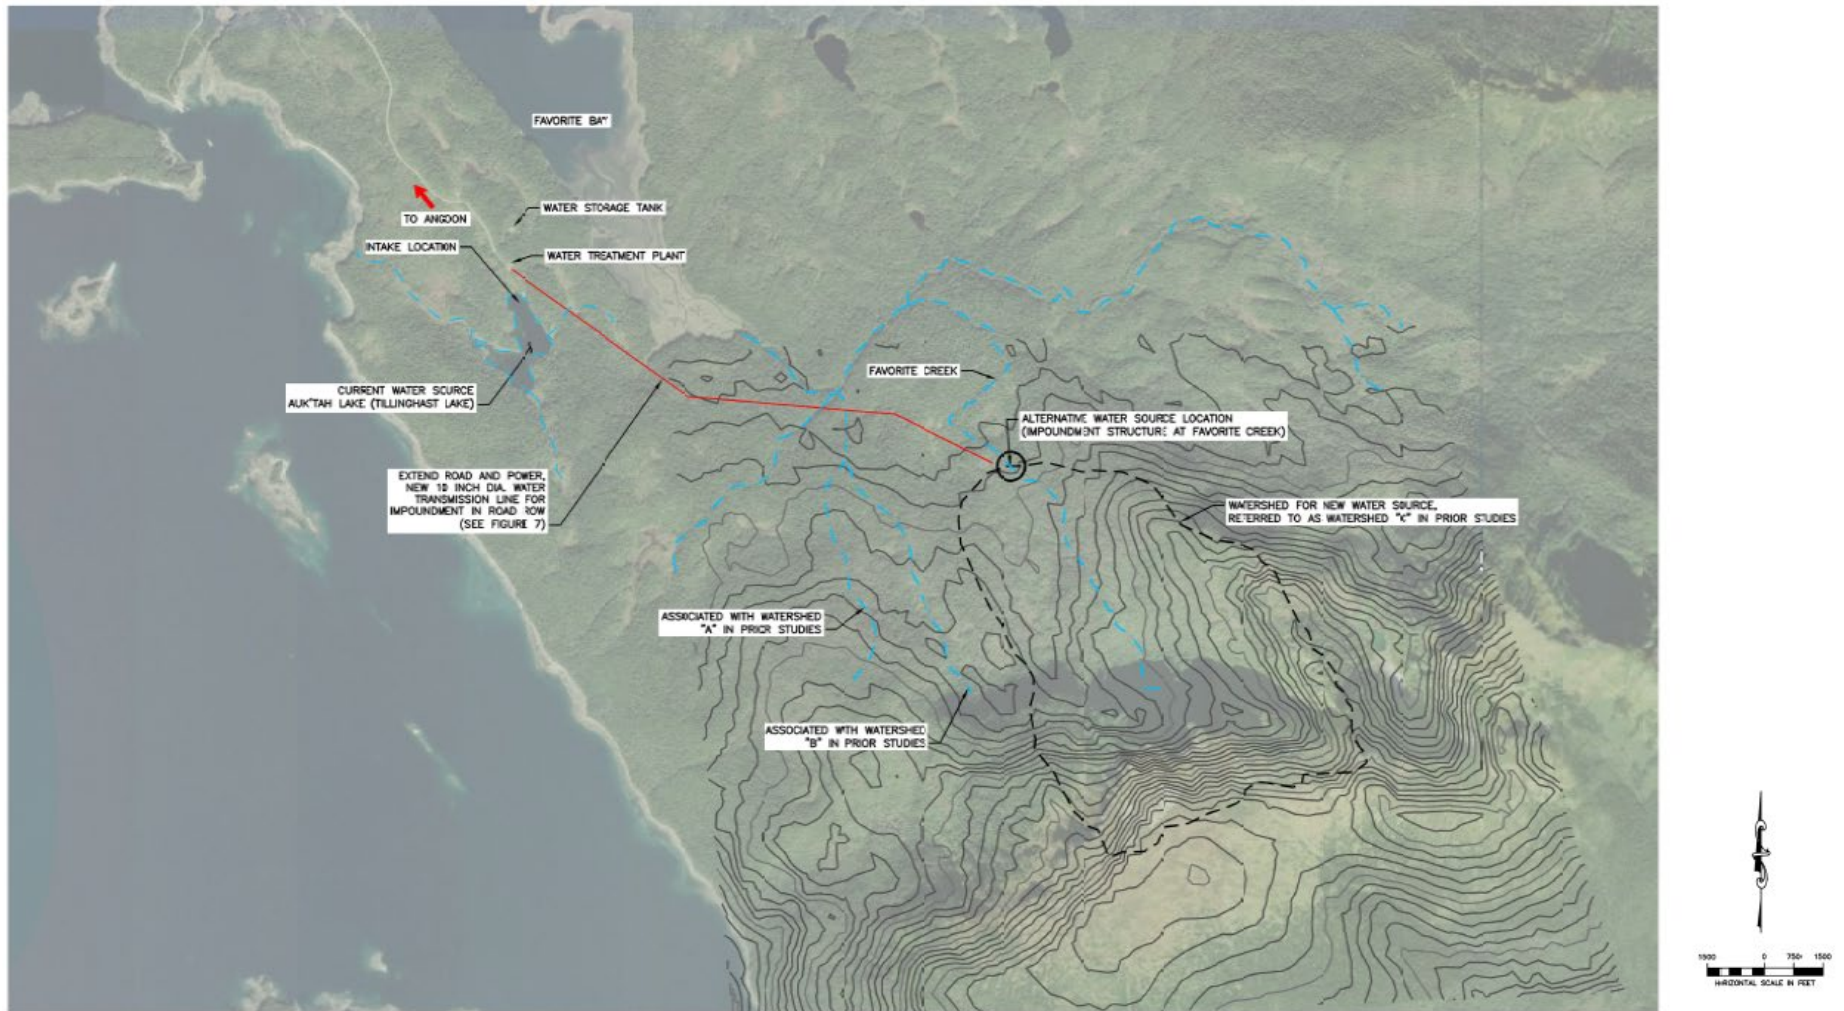 FAVORITE BAY
WATER STORAGE TANK
TO ANGOON
INTAKE LOCATION
WATER TREATMENT PLANT
FAVORITE CREEK
CURRENT WATER SOURCE
AUK'TAH LAKE (TILLINGHAST LAKE)
ALTERNATIVE WATER SOURCE LOCATION
(IMPOUNDMENT STRUCTURE AT FAVORITE CREEK)
EXTEND ROAD AND POWER,
NEW 10 INCH DIA. WATER
TRANSMISSION LINE FOR
IMPOUNDMENT IN ROAD ROW
(SEE FIGURE 7)
WATERSHED FOR NEW WATER SOURCE,
REFERRED TO AS WATERSHED IN PRIOR STUDIES
ASSOCIATED WITH WATERSHED
"A" IN PRIOR STUDIES
ASSOCIATED WITH WATERSHED
"B" IN PRIOR STUDIES
1500 0 750 1500
HORIZONTAL SCALE IN FEET